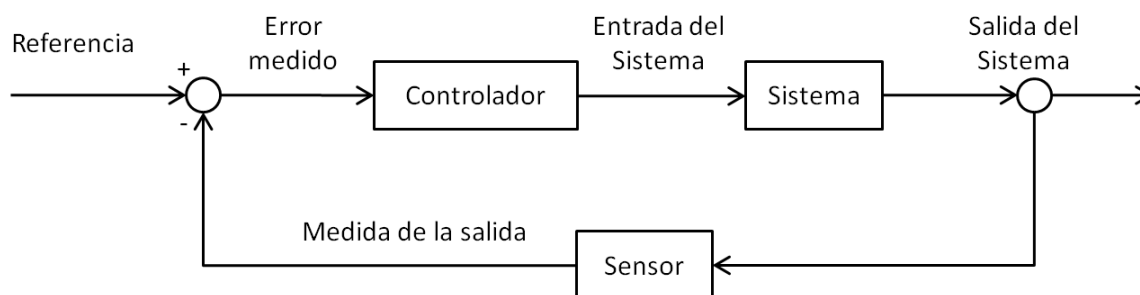 Referencia
+
-
Error
medido
Controlador
Entrada del
Sistema
Sistema
Salida del
Sistema
Medida de la salida
Sensor